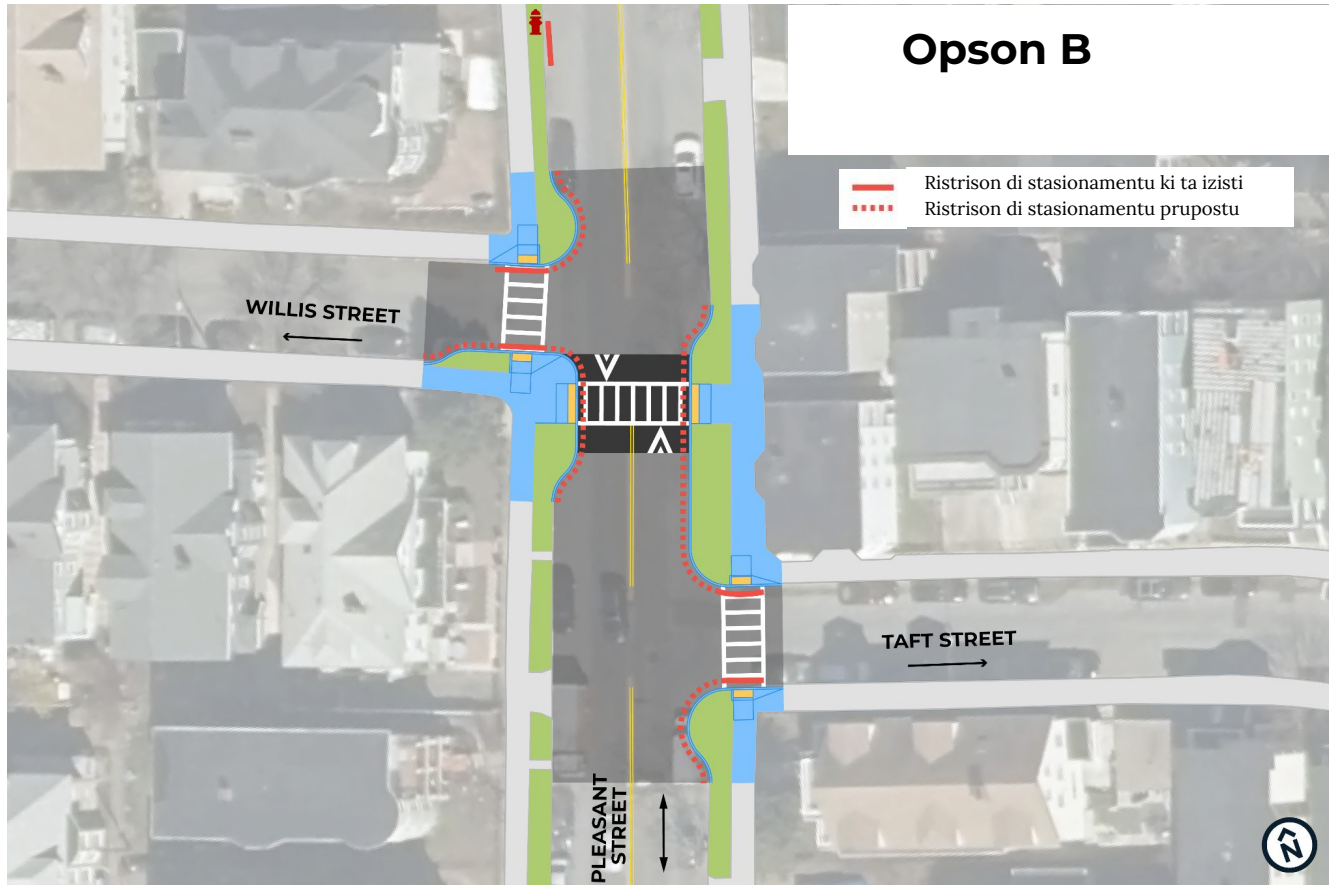 Opson B
Ristrison di stasionamentu ki ta izisti
Ristrison di stasionamentu prupostu
WILLIS STREET
TAFT STREET
PLEASANT
STREET
N